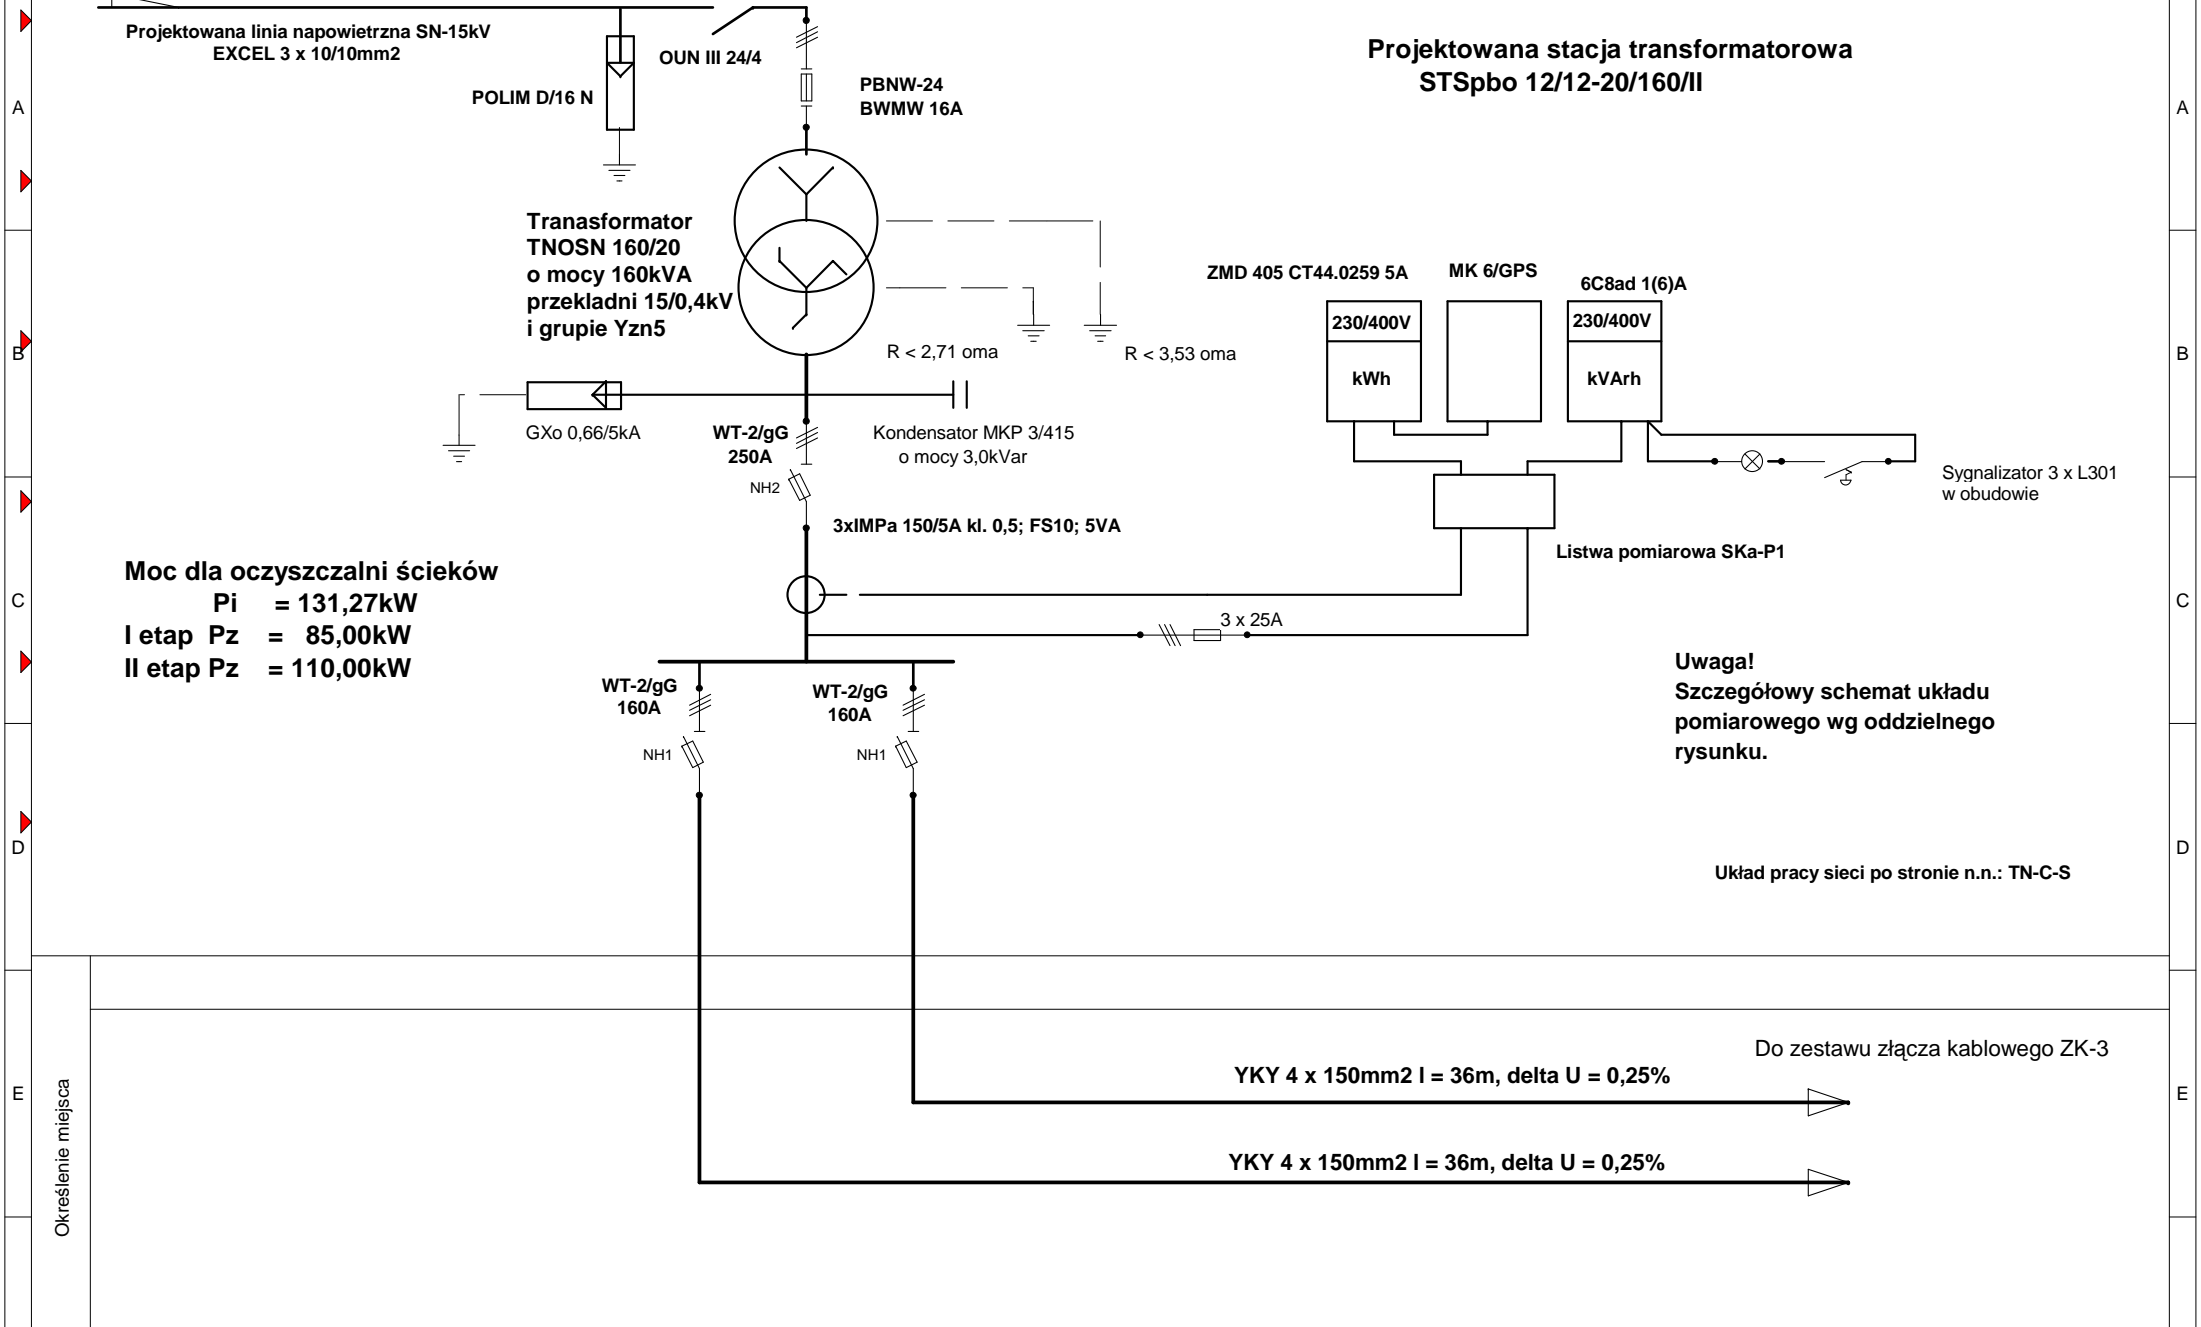 Projektowana linia napowietrzna SN-15kV
EXCEL 3 x 10/10mm2
OUN III 24/4
POLIM D/16 N
PBNW-24
BWMW 16A
Projektowana stacja transformatorowa
STSpbo 12/12-20/160/II
A
A
Tranasformator
TNOSN 160/20
o mocy 160kVA
przekladni 15/0,4kV
i grupie Yzn5
R < 2,71 oma
R < 3,53 oma
ZMD 405 CT44.0259 5A
MK 6/GPS
6C8ad 1(6)A
230/400V
kWh
230/400V
kVArh
B
B
GXo 0,66/5kA
WT-2/gG
250A
NH2
Kondensator MKP 3/415
o mocy 3,0kVar
Sygnalizator 3 x L301
w obudowie
3xIMPa 150/5A kl. 0,5; FS10; 5VA
Listwa pomiarowa SKa-P1
Moc dla oczyszczalni ścieków
Pi = 131,27kW
I etap Pz = 85,00kW
II etap Pz = 110,00kW
C
C
3 x 25A
WT-2/gG
160A
NH1
WT-2/gG
160A
NH1
Uwaga!
Szczegółowy schemat układu
pomiarowego wg oddzielnego
rysunku.
D
D
Układ pracy sieci po stronie n.n.: TN-C-S
Do zestawu złącza kablowego ZK-3
YKY 4 x 150mm2 l = 36m, delta U = 0,25%
E
E
YKY 4 x 150mm2 l = 36m, delta U = 0,25%
Określenie miejsca